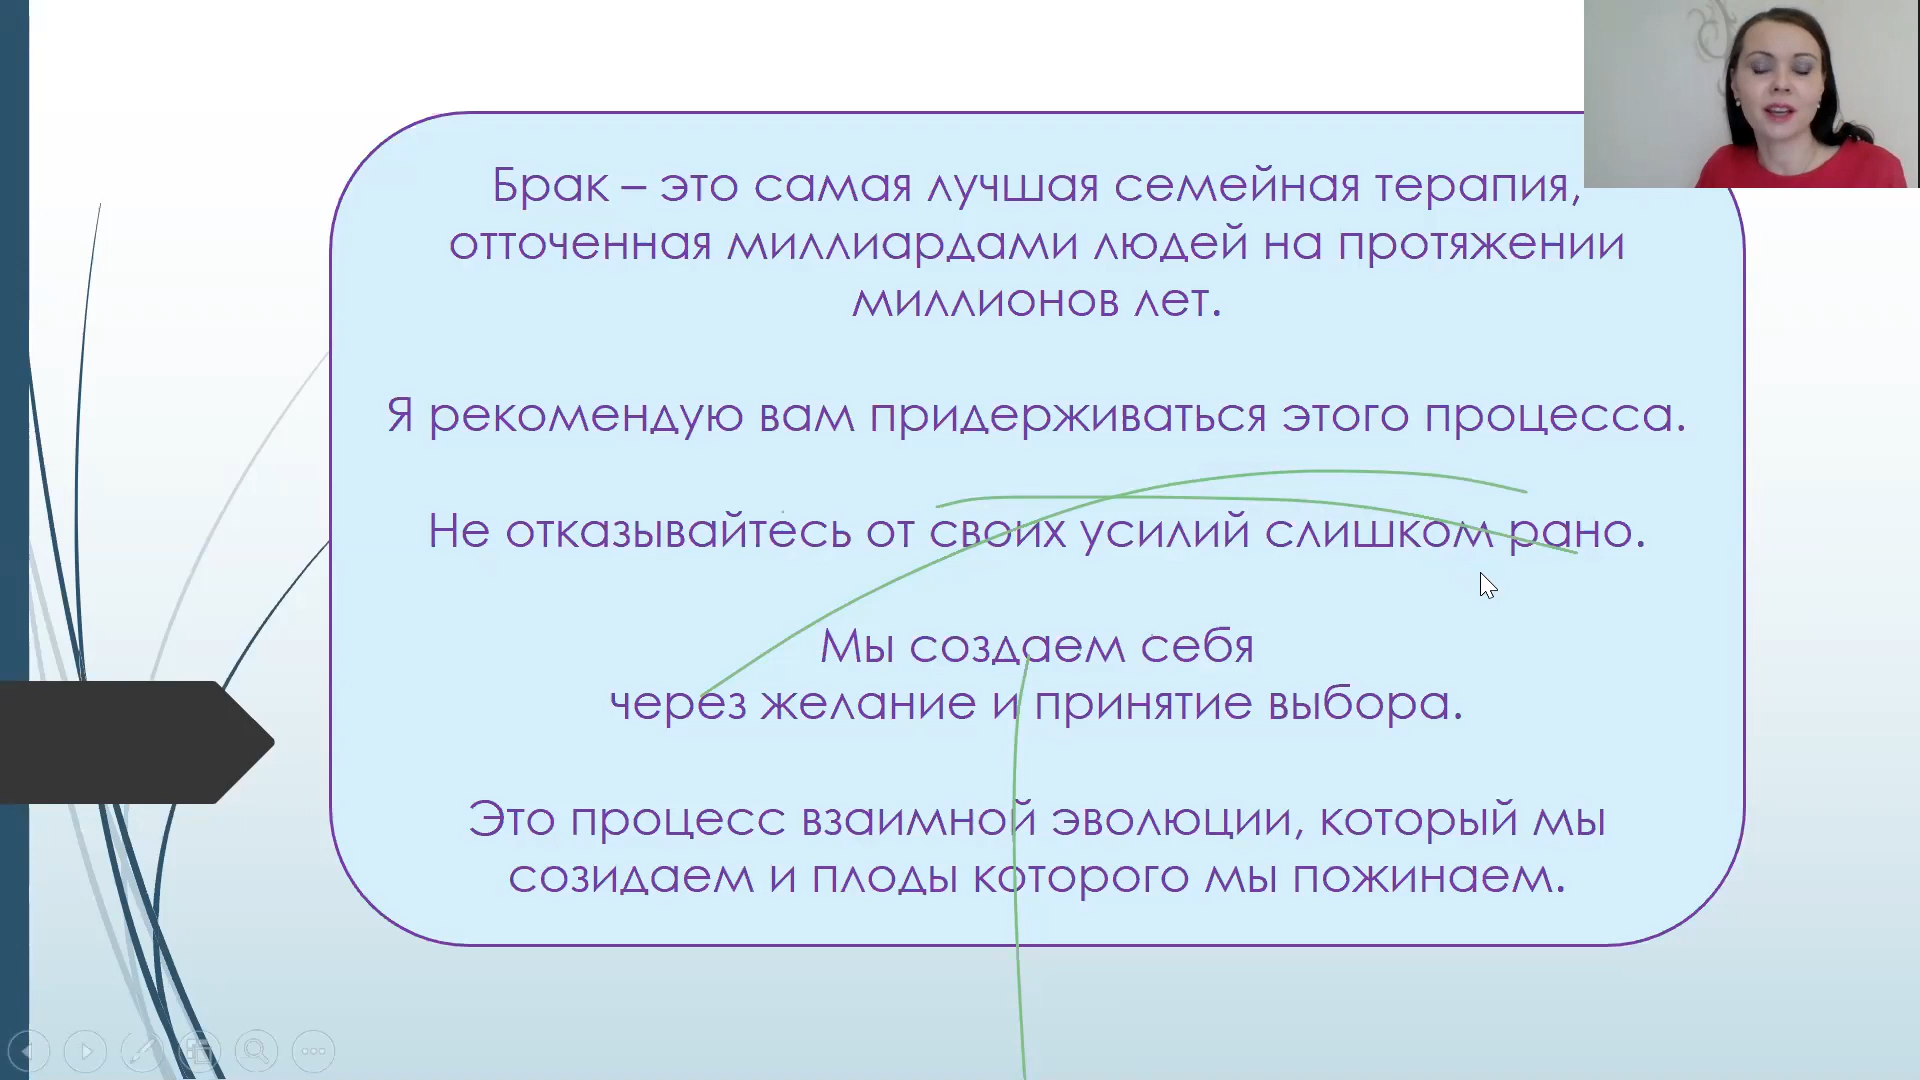 Брак – это самая лучшая семейная терапия,
отточенная миллиардами людей на протяжении
миллионов лет.
Я рекомендую вам придерживаться этого процесса.
Не отказывайтесь от своих усилий слишком рано.
Мы создаем себя
через желание и принятие выбора.
Это процесс взаимной эволюции, который мы
созидаем и плоды которого мы пожинаем.